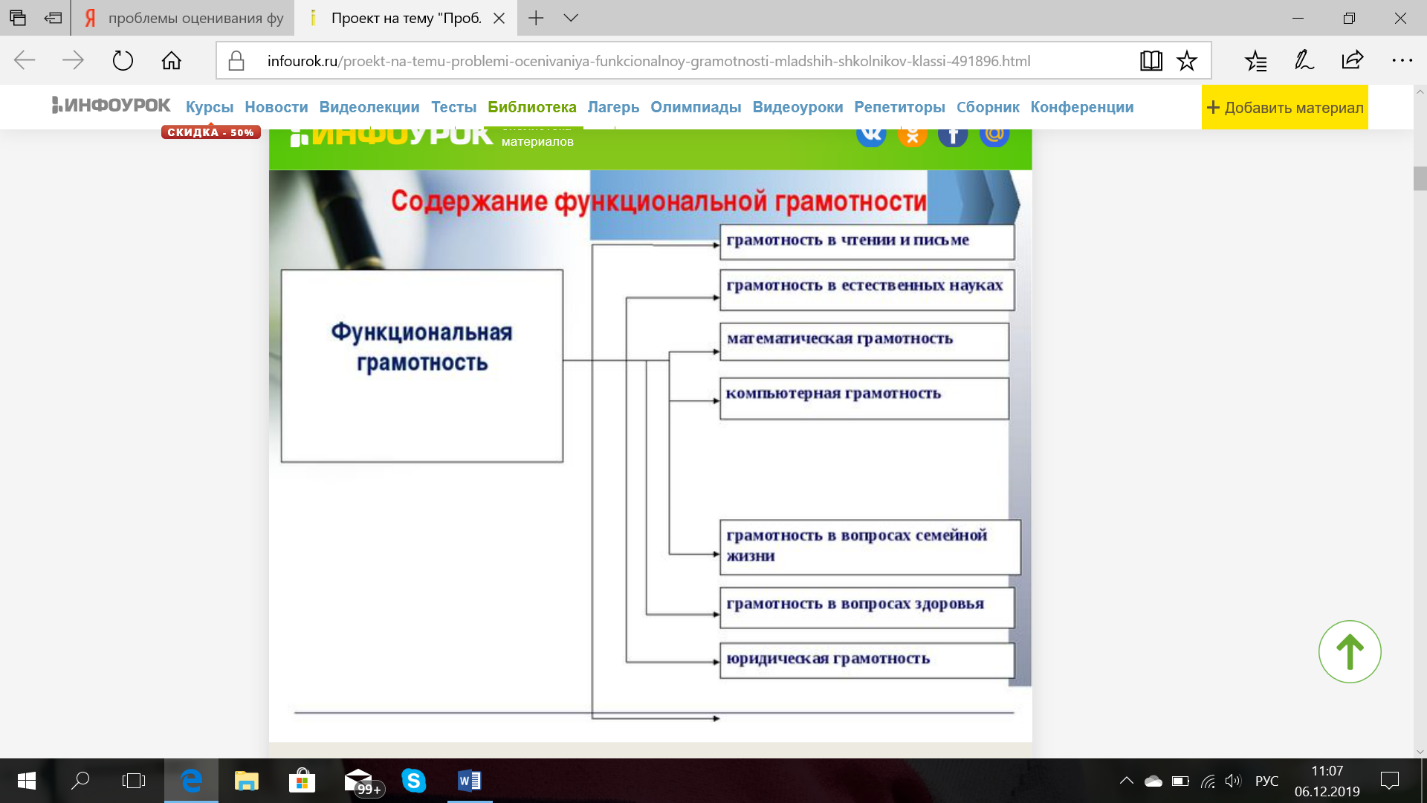 проблемы оценивания фу
Проект на тему "Проб.
infourok.ru/proekt-na-temu-problemi-ocenivaniya-funkcionalnoy-gramotnosti-mladshih-shkolnikov-klassi-491896.html
ИНФОУРОК Курсы Новости Видеолекции Тесты Библиотека Лагерь Олимпиады Видеоуроки Репетиторы Сборник Конференции + Добавить материал
СКИДКА - 50%
ИНФОУРОК
материалов
Содержание функциональной грамотности
грамотность в чтении и письме
грамотность в естественных науках
Функциональная
грамотность
математическая грамотность
компьютерная грамотность
грамотность в вопросах семейной
жизни
грамотность в вопросах здоровья
юридическая грамотность
99+
РУС
11:07
06.12.2019